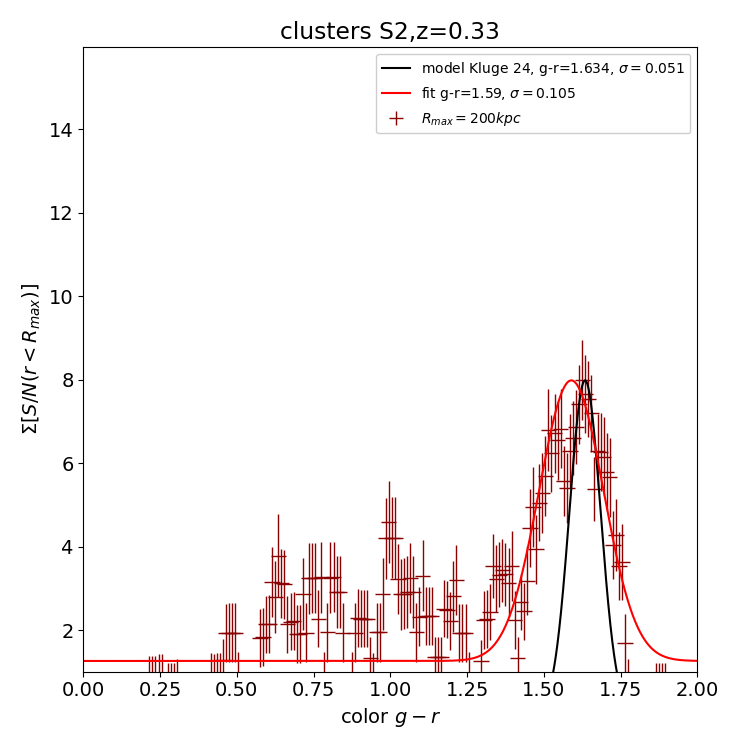 clusters S2,z=0.33
model Kluge 24, g-r=1.634, σ = 0.051
fit g-r=1.59, σ = 0.105
R_max = 200kpc
Σ[S/N(r < R_max)]
14
12
10
8
6
4
2
0.00 0.25 0.50 0.75 1.00 1.25 1.50 1.75 2.00
color g − r